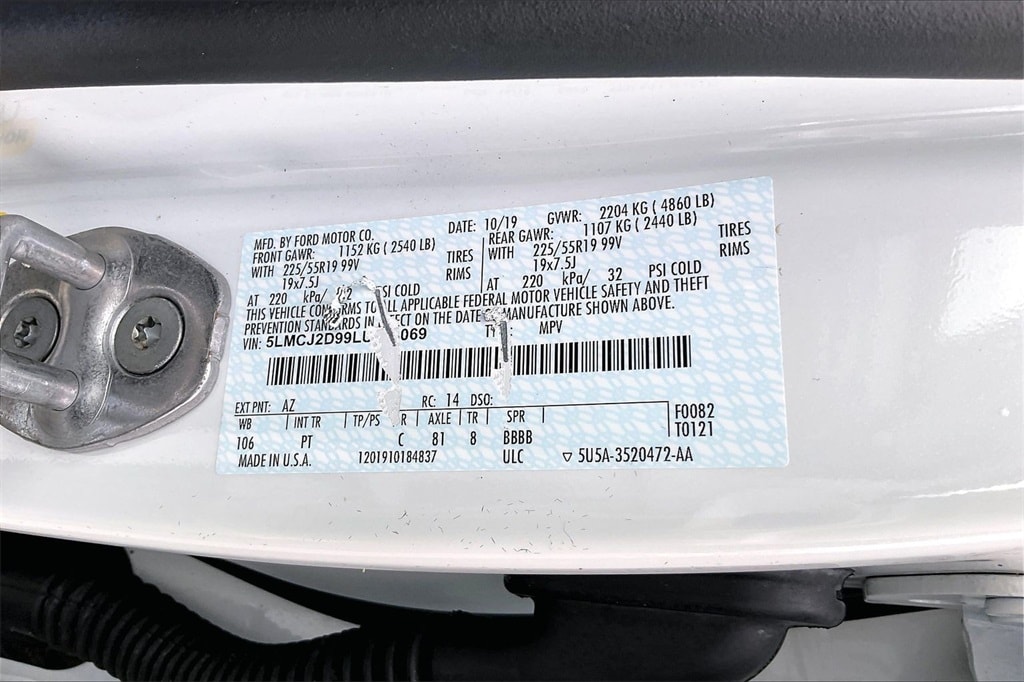 MFD. BY FORD MOTOR CO. DATE: 10/19 GVWR: 2204 KG ( 4860 LB)
FRONT GAWR: 1152 KG ( 2540 LB) REAR GAWR: 1107 KG ( 2440 LB)
WITH 225/55R19 99V TIRES WITH 225/55R19 99V TIRES
19x7.5J RIMS 19x7.5J RIMS
AT 220 kPa/ PSI COLD AT 220 kPa/ 32 PSI COLD
THIS VEHICLE TO ALL APPLICABLE FEDERAL MOTOR VEHICLE SAFETY AND THEFT
PREVENTION STANDARDS IN EFFECT ON THE DATE MANUFACTURE SHOWN ABOVE.
VIN: 5LMCJ2D99LU 069 MPV
EXT PNT: AZ RC: 14 DSO:
WB INT TR TP/PS R AXLE TR SPR F0082
106 PT C 81 8 BBBB T0121
MADE IN U.S.A. 1201910184837 ULC ▽ 5U5A-3520472-AA